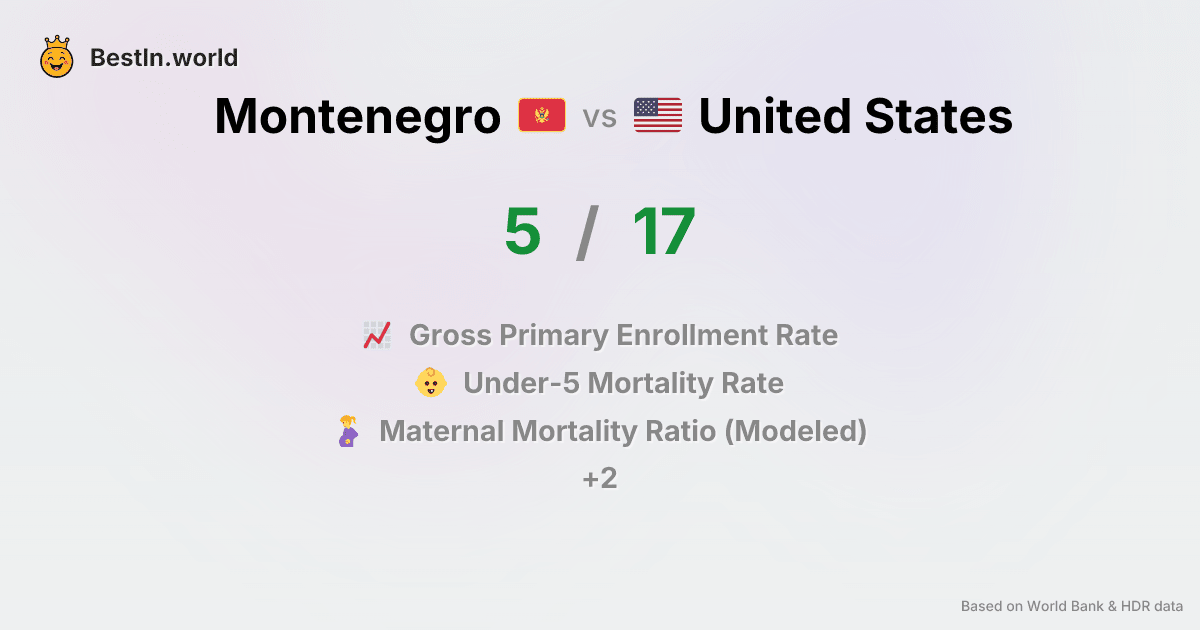 BestIn.world
Montenegro vs United States
5 / 17
Gross Primary Enrollment Rate
Under-5 Mortality Rate
Maternal Mortality Ratio (Modeled)
+2
Based on World Bank & HDR data